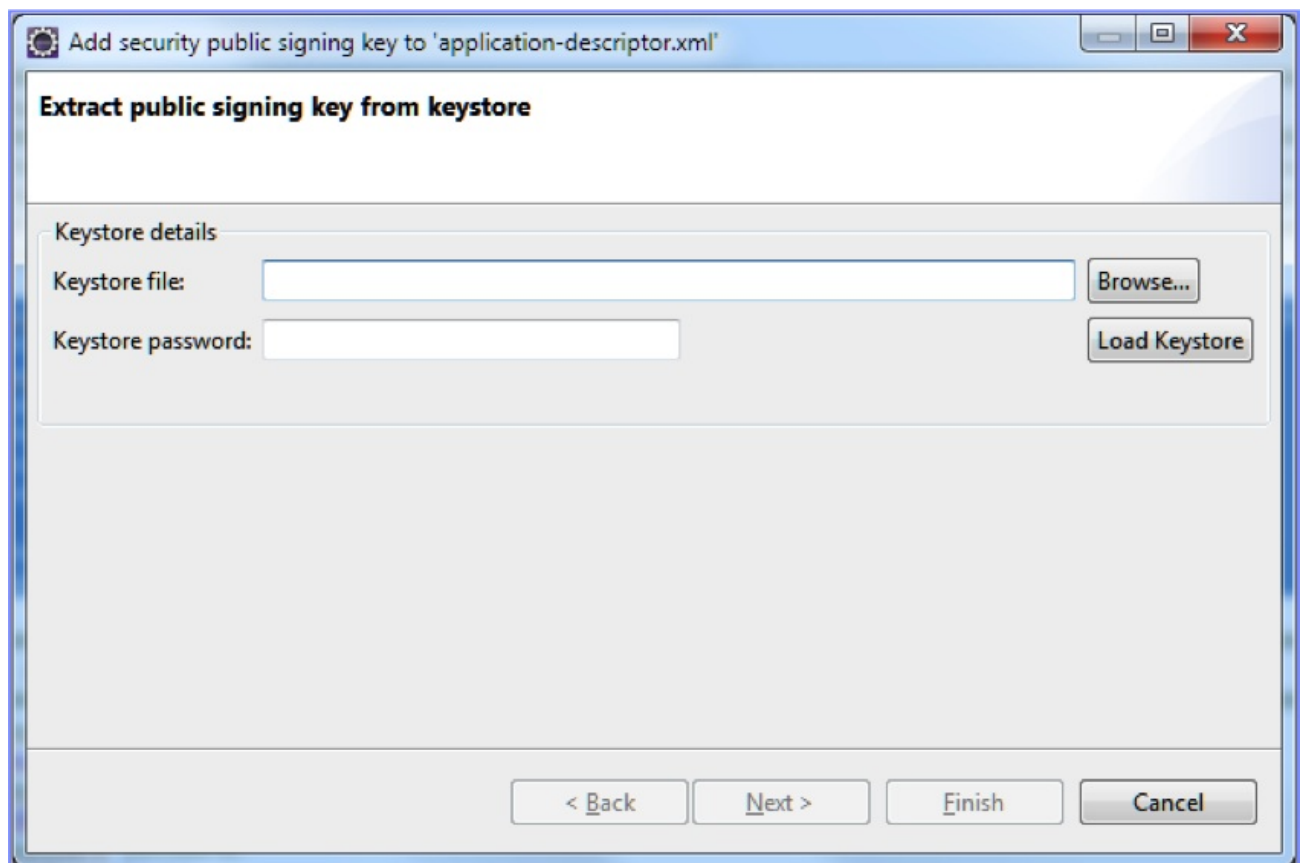 Add security public signing key to 'application-descriptor.xml'
Extract public signing key from keystore
Keystore details
Keystore file: Browse...
Keystore password: Load Keystore
< Back Next > Finish Cancel